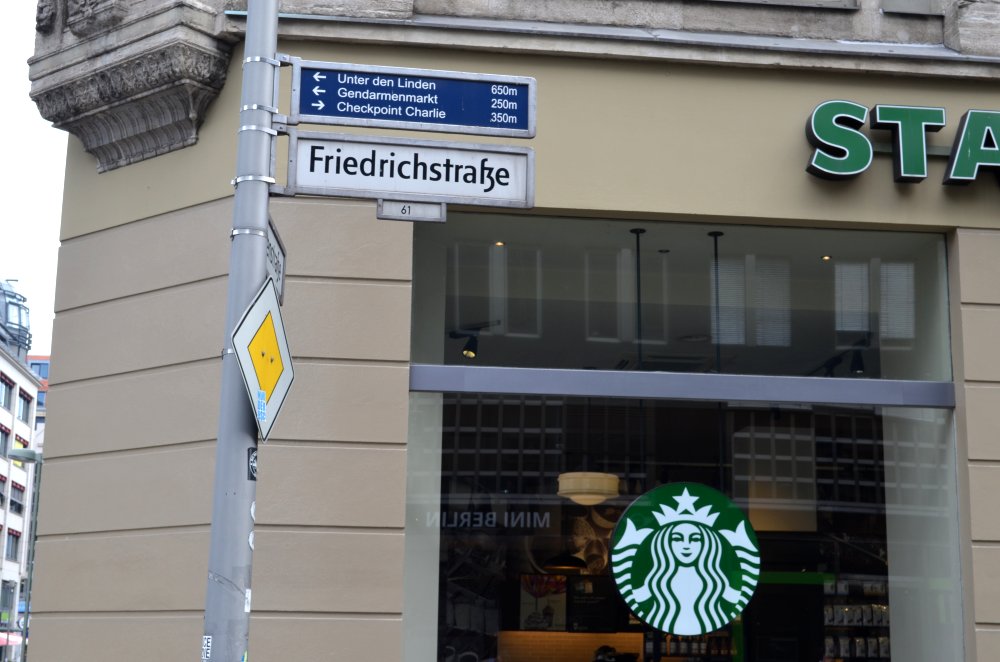 ← Unter den Linden 650m
← Gendarmenmarkt 250m
→ Checkpoint Charlie 350m
Friedrichstraße
61
STA
MINI BERLIN